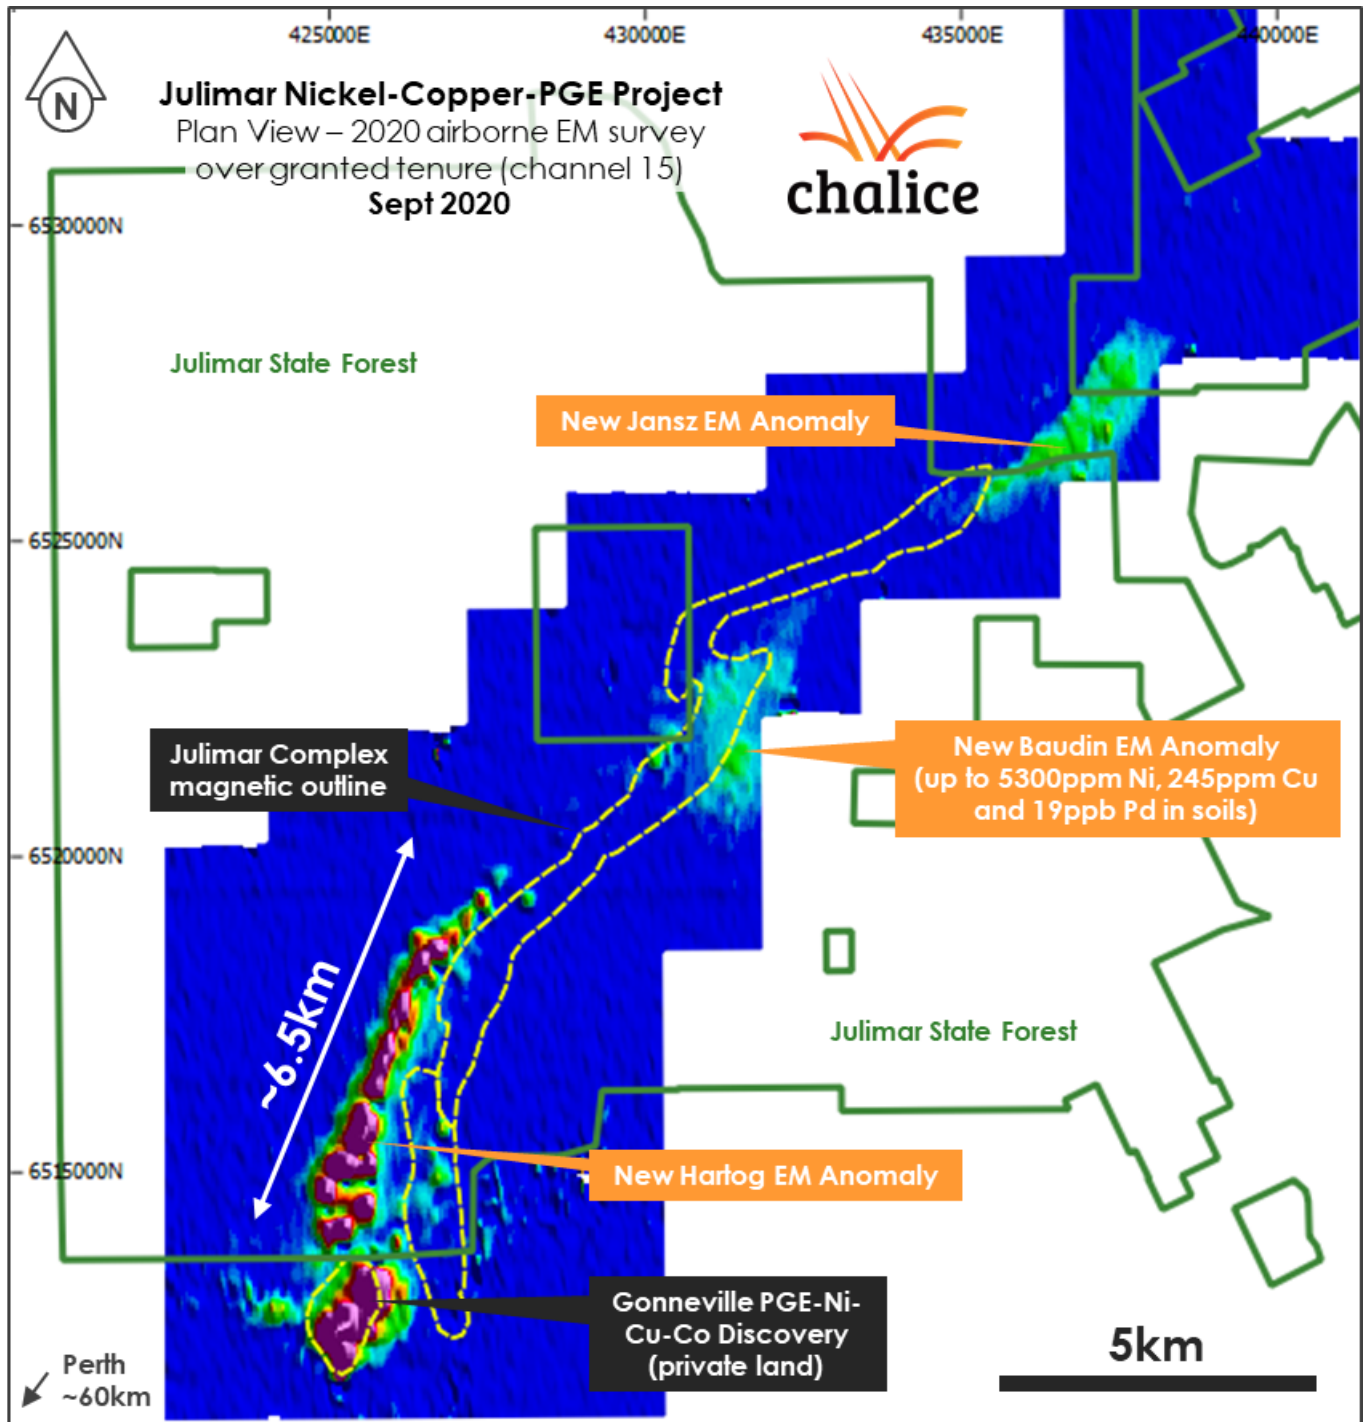 425000E
430000E
435000E
440000E
N
Julimar Nickel-Copper-PGE Project
Plan View – 2020 airborne EM survey
over granted tenure (channel 15)
Sept 2020
chalice
6530000N
Julimar State Forest
New Jansz EM Anomaly
6525000N
Julimar Complex
magnetic outline
New Baudin EM Anomaly
(up to 5300ppm Ni, 245ppm Cu
and 19ppb Pd in soils)
6520000N
~6.5km
Julimar State Forest
6515000N
New Hartog EM Anomaly
Gonneville PGE-Ni-
Cu-Co Discovery
(private land)
5km
Perth
~60km